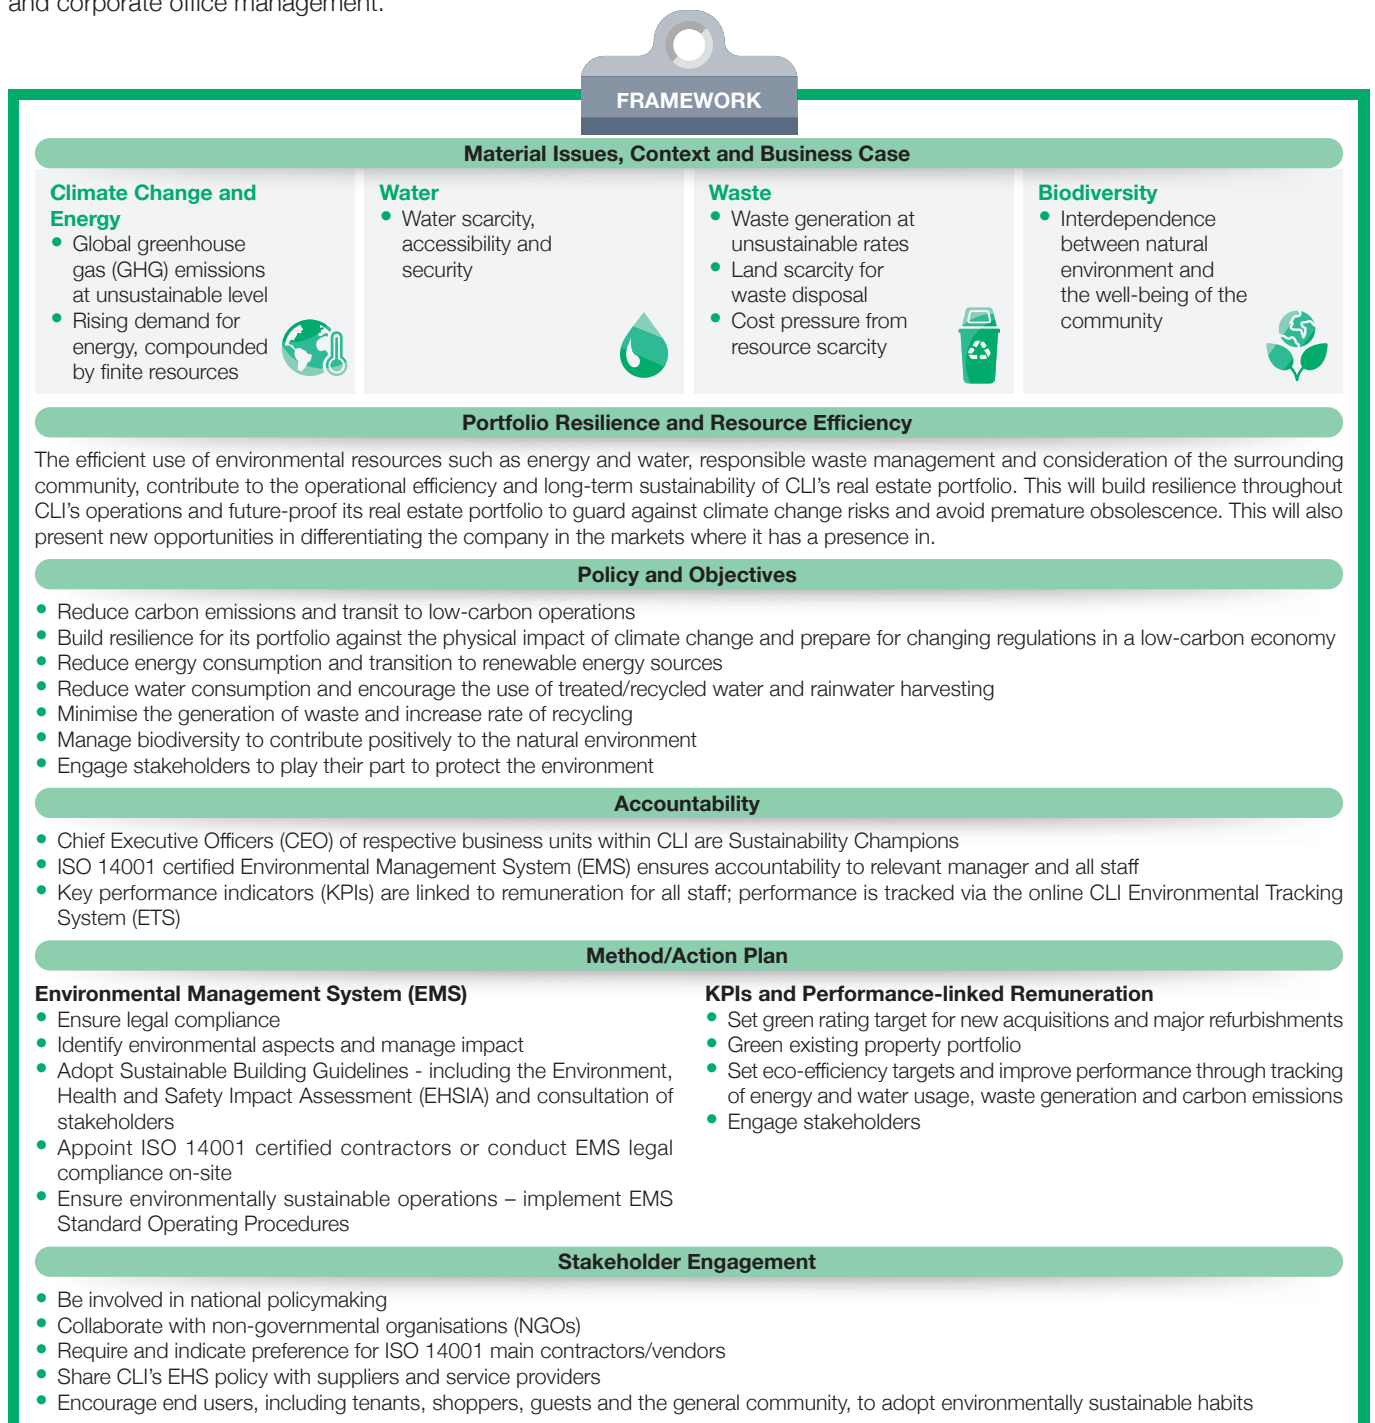 and corporate office management.
FRAMEWORK
Material Issues, Context and Business Case
Climate Change and
Energy
• Global greenhouse
gas (GHG) emissions
at unsustainable level
• Rising demand for
energy, compounded
by finite resources
Water
• Water scarcity,
accessibility and
security
Waste
• Waste generation at
unsustainable rates
• Land scarcity for
waste disposal
• Cost pressure from
resource scarcity
Biodiversity
• Interdependence
between natural
environment and
the well-being of the
community
Portfolio Resilience and Resource Efficiency
The efficient use of environmental resources such as energy and water, responsible waste management and consideration of the surrounding
community, contribute to the operational efficiency and long-term sustainability of CLI's real estate portfolio. This will build resilience throughout
CLI's operations and future-proof its real estate portfolio to guard against climate change risks and avoid premature obsolescence. This will also
present new opportunities in differentiating the company in the markets where it has a presence in.
Policy and Objectives
• Reduce carbon emissions and transit to low-carbon operations
• Build resilience for its portfolio against the physical impact of climate change and prepare for changing regulations in a low-carbon economy
• Reduce energy consumption and transition to renewable energy sources
• Reduce water consumption and encourage the use of treated/recycled water and rainwater harvesting
• Minimise the generation of waste and increase rate of recycling
• Manage biodiversity to contribute positively to the natural environment
• Engage stakeholders to play their part to protect the environment
Accountability
• Chief Executive Officers (CEO) of respective business units within CLI are Sustainability Champions
• ISO 14001 certified Environmental Management System (EMS) ensures accountability to relevant manager and all staff
• Key performance indicators (KPIs) are linked to remuneration for all staff; performance is tracked via the online CLI Environmental Tracking
System (ETS)
Method/Action Plan
Environmental Management System (EMS)
• Ensure legal compliance
• Identify environmental aspects and manage impact
• Adopt Sustainable Building Guidelines - including the Environment,
Health and Safety Impact Assessment (EHSIA) and consultation of
stakeholders
• Appoint ISO 14001 certified contractors or conduct EMS legal
compliance on-site
• Ensure environmentally sustainable operations – implement EMS
Standard Operating Procedures
KPIs and Performance-linked Remuneration
• Set green rating target for new acquisitions and major refurbishments
• Green existing property portfolio
• Set eco-efficiency targets and improve performance through tracking
of energy and water usage, waste generation and carbon emissions
• Engage stakeholders
Stakeholder Engagement
• Be involved in national policymaking
• Collaborate with non-governmental organisations (NGOs)
• Require and indicate preference for ISO 14001 main contractors/vendors
• Share CLI's EHS policy with suppliers and service providers
• Encourage end users, including tenants, shoppers, guests and the general community, to adopt environmentally sustainable habits